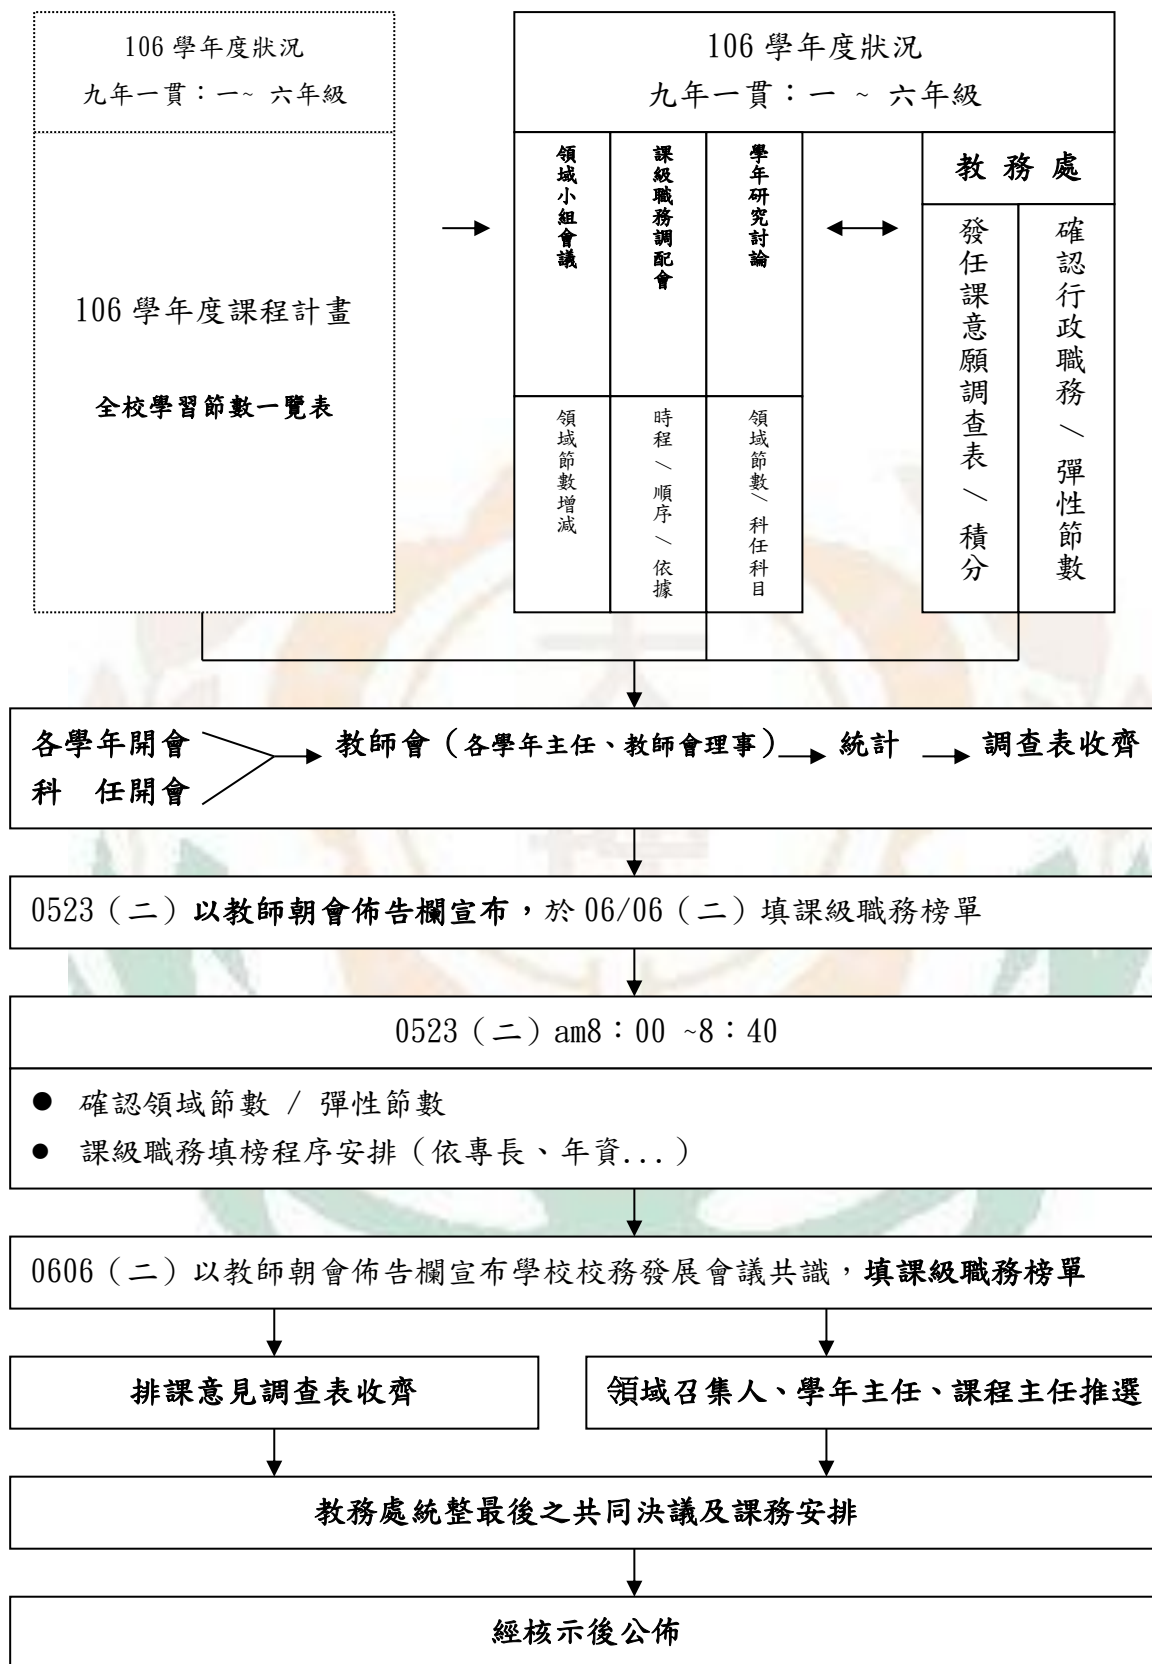 106 學年度狀況
九年一貫：一~ 六年級
106 學年度課程計畫
全校學習節數一覽表
106 學年度狀況
九年一貫：一 ~ 六年級
領域小組會議
課級職務調配會
學年研究討論
領域節數增減
時程＼順序＼依據
領域節數＼科任科目
教 務 處
發任課意願調查表＼積分
確認行政職務＼彈性節數
各學年開會
科　任開會
教師會（各學年主任、教師會理事）
統計
調查表收齊
0523（二）以教師朝會佈告欄宣布，於 06/06（二）填課級職務榜單
0523（二）am8：00 ~8：40
● 確認領域節數 / 彈性節數
● 課級職務填榜程序安排（依專長、年資...）
0606（二）以教師朝會佈告欄宣布學校校務發展會議共識，填課級職務榜單
排課意見調查表收齊
領域召集人、學年主任、課程主任推選
教務處統整最後之共同決議及課務安排
經核示後公佈